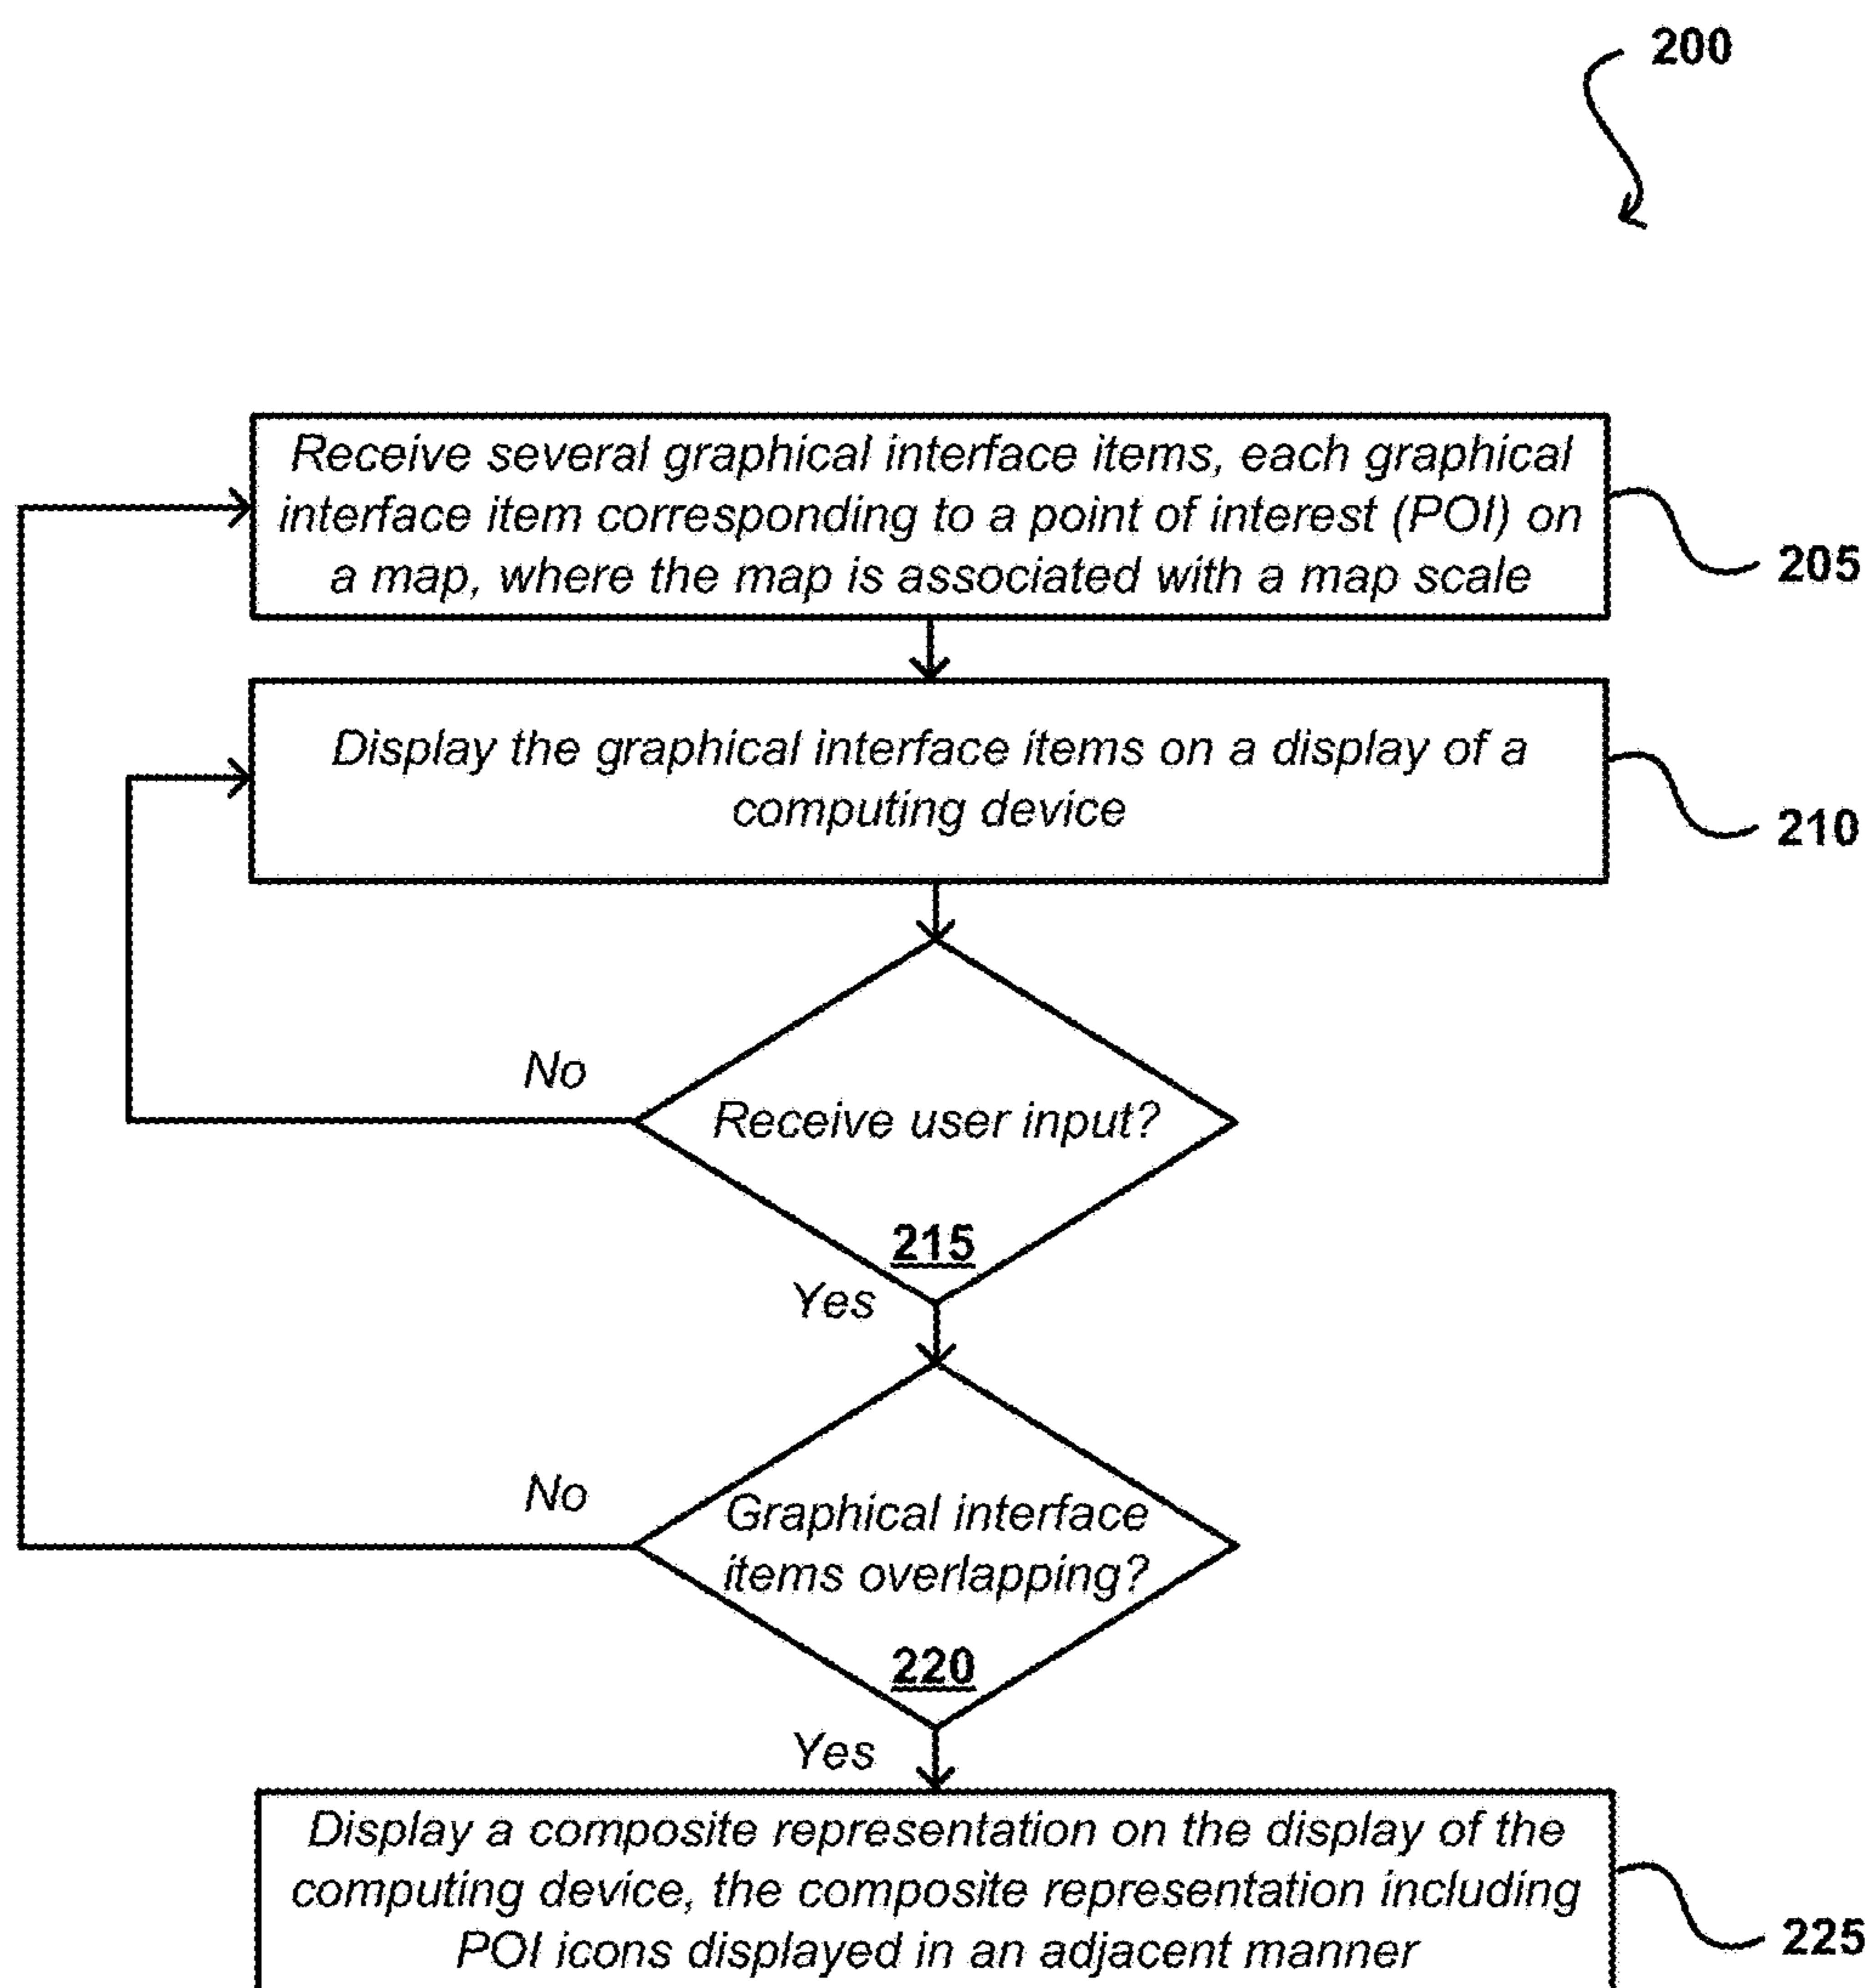 200
Receive several graphical interface items, each graphical
interface item corresponding to a point of interest (POI) on
a map, where the map is associated with a map scale
205
Display the graphical interface items on a display of a
computing device
210
No
Receive user input?
215
Yes
No
Graphical interface
items overlapping?
220
Yes
Display a composite representation on the display of the
computing device, the composite representation including
POI icons displayed in an adjacent manner
225